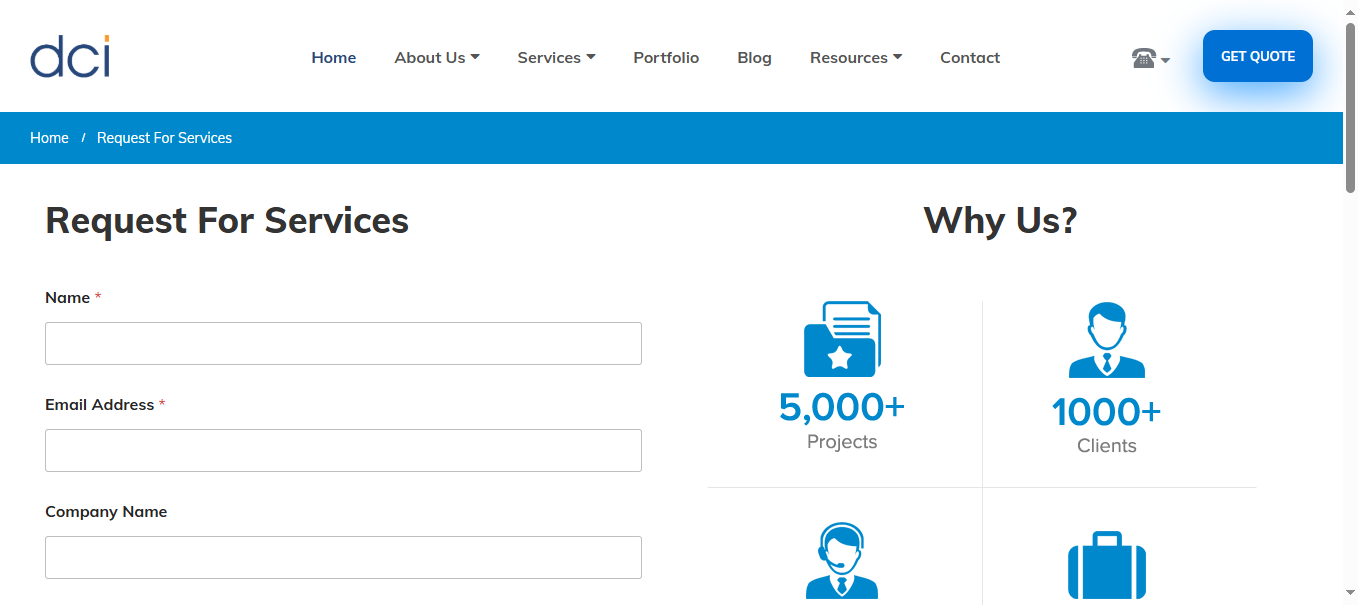 dci
Home About Us Services Portfolio Blog Resources Contact GET QUOTE
Home / Request For Services
Request For Services
Name *
Email Address *
Company Name
Why Us?
5,000+
Projects
1000+
Clients